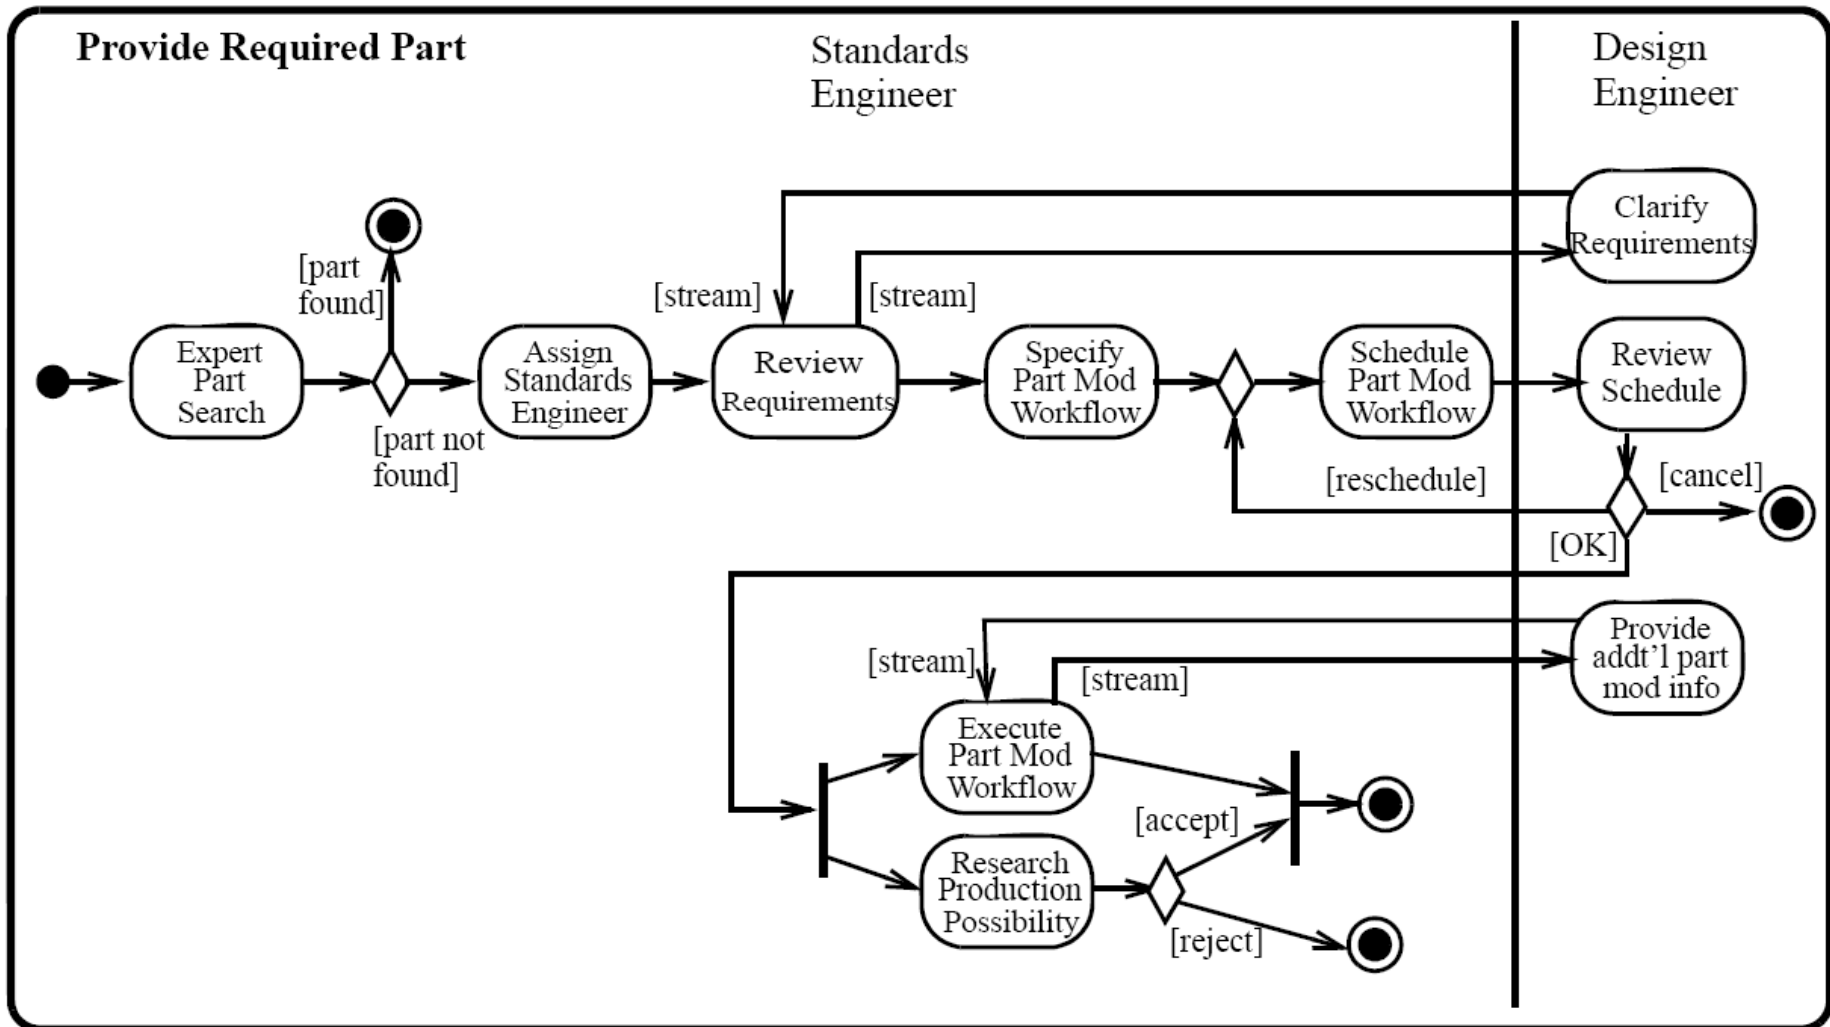 Provide Required Part
Standards
Engineer
Design
Engineer
Clarify
Requirements
[part
found]
[stream]
[stream]
Expert
Part
Search
Assign
Standards
Engineer
Review
Requirements
Specify
Part Mod
Workflow
Schedule
Part Mod
Workflow
Review
Schedule
[part not
found]
[reschedule]
[cancel]
[OK]
Provide
addt'l part
mod info
[stream]
[stream]
Execute
Part Mod
Workflow
[accept]
Research
Production
Possibility
[reject]